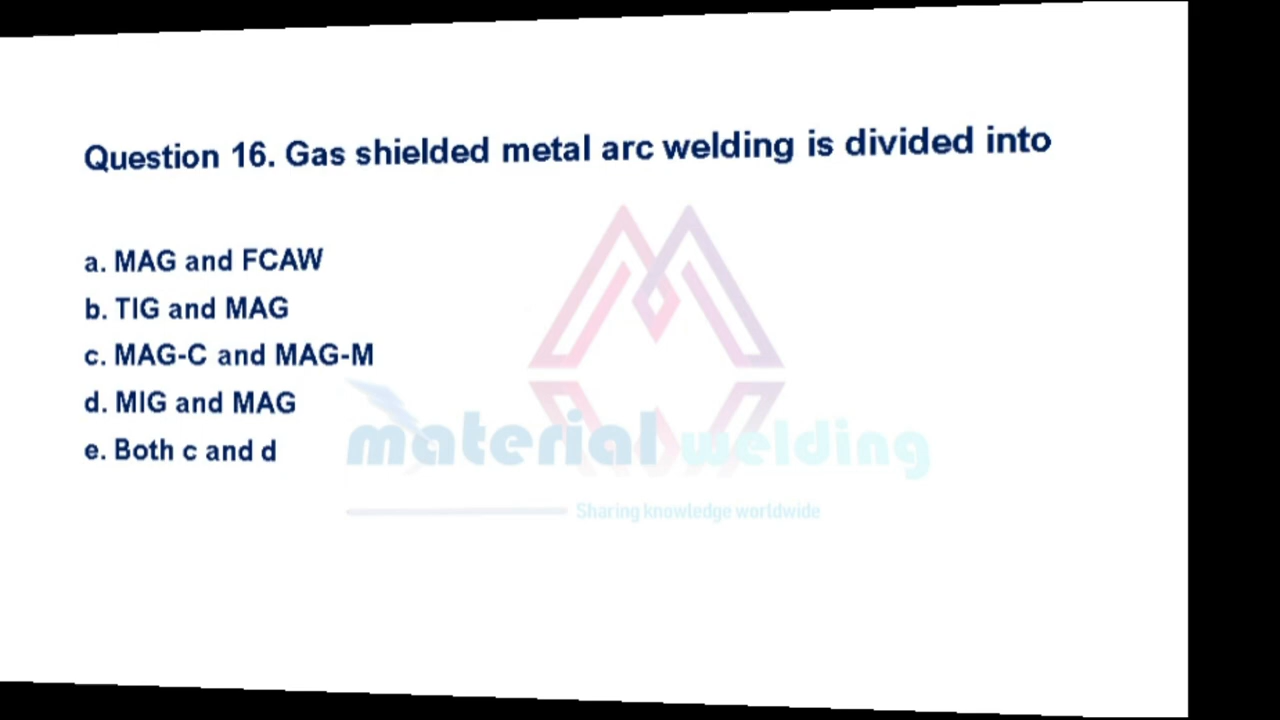 Question 16. Gas shielded metal arc welding is divided into
a. MAG and FCAW
b. TIG and MAG
c. MAG-C and MAG-M
d. MIG and MAG
e. Both c and d
material welding
Sharing knowledge worldwide